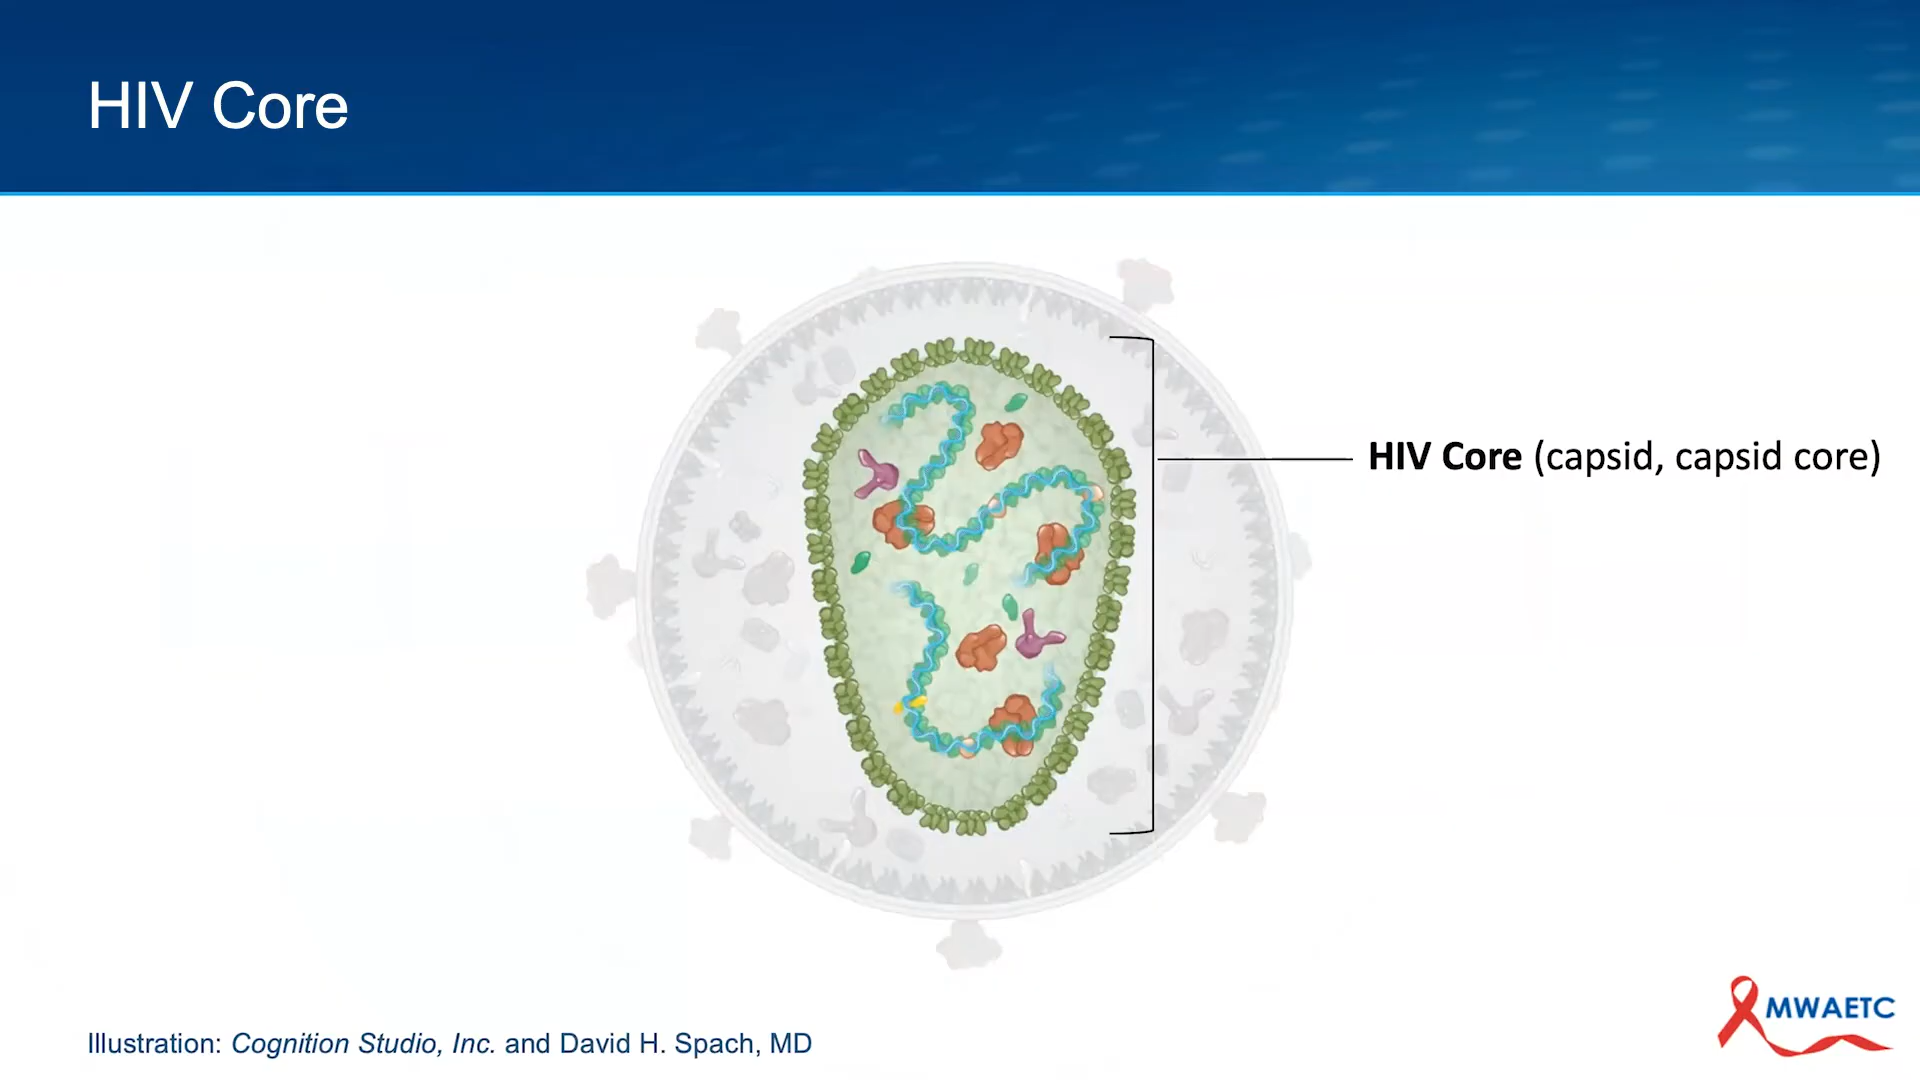 HIV Core
HIV Core (capsid, capsid core)
Illustration: Cognition Studio, Inc. and David H. Spach, MD
MWAETC